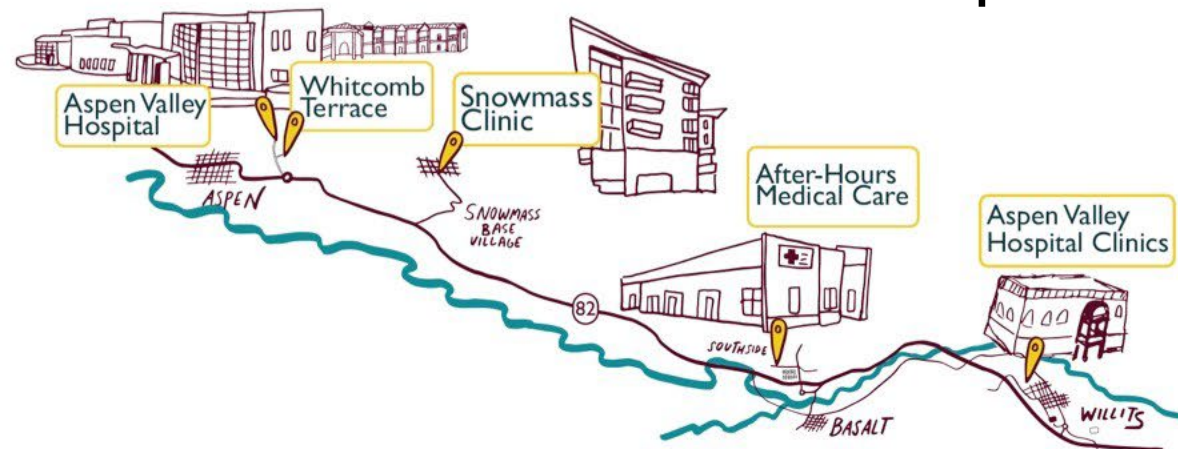 Aspen Valley
Hospital
Whitcomb
Terrace
Snowmass
Clinic
After-Hours
Medical Care
Aspen Valley
Hospital Clinics
ASPEN
SNOWMASS
BASE
VILLAGE
82
SOUTHSIDE
BASALT
WILLITS